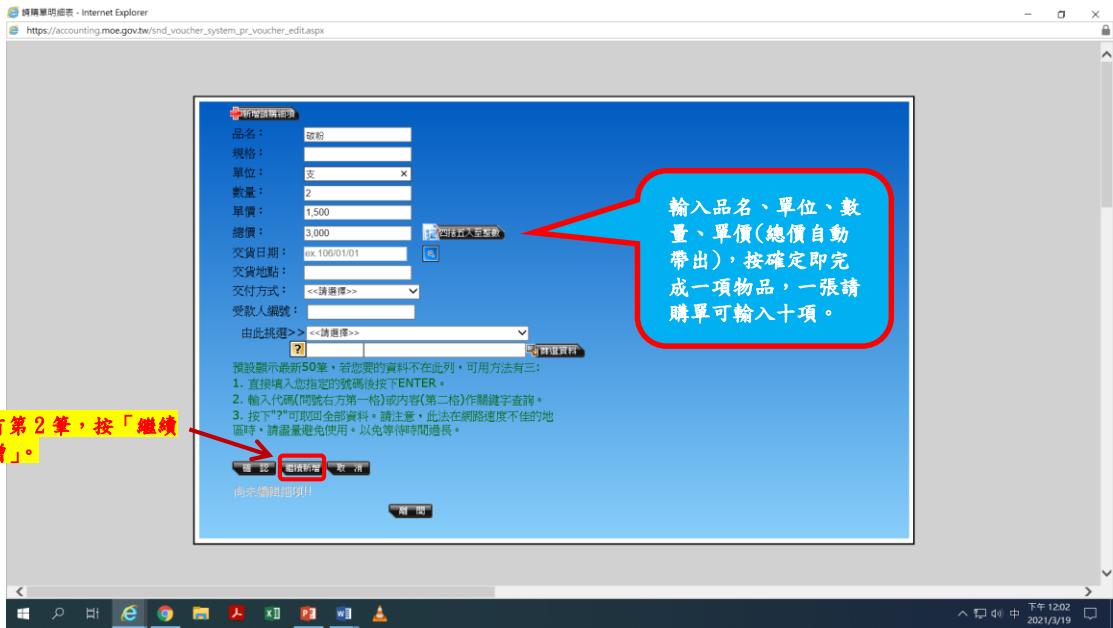 請購單明細表 - Internet Explorer
https://accounting.moe.gov.tw/snd_voucher_system_pr_voucher_edit.aspx
新增請購細項
品名： 碳粉
規格：
單位： 支 ×
數量： 2
單價： 1,500
總價： 3,000 四捨五入至整數
交貨日期： ex.106/01/01
交貨地點：
交付方式： <<請選擇>>
受款人編號：
由此挑選>> <<請選擇>>
? 篩選資料
預設顯示最新50筆，若您要的資料不在此列，可用方法有三:
1. 直接填入您指定的號碼後按下ENTER。
2. 輸入代碼(問號右方第一格)或內容(第二格)作關鍵字查詢。
3. 按下"?"可取回全部資料。請注意，此法在網路速度不佳的地
區時，請盡量避免使用。以免等待時間過長。
確 認 繼續新增 取 消
尚未編輯細項!!
離 開
輸入品名、單位、數
量、單價(總價自動
帶出)，按確定即完
成一項物品，一張請
購單可輸入十項。
有第2筆，按「繼續
增」。
中
下午 12:02
2021/3/19